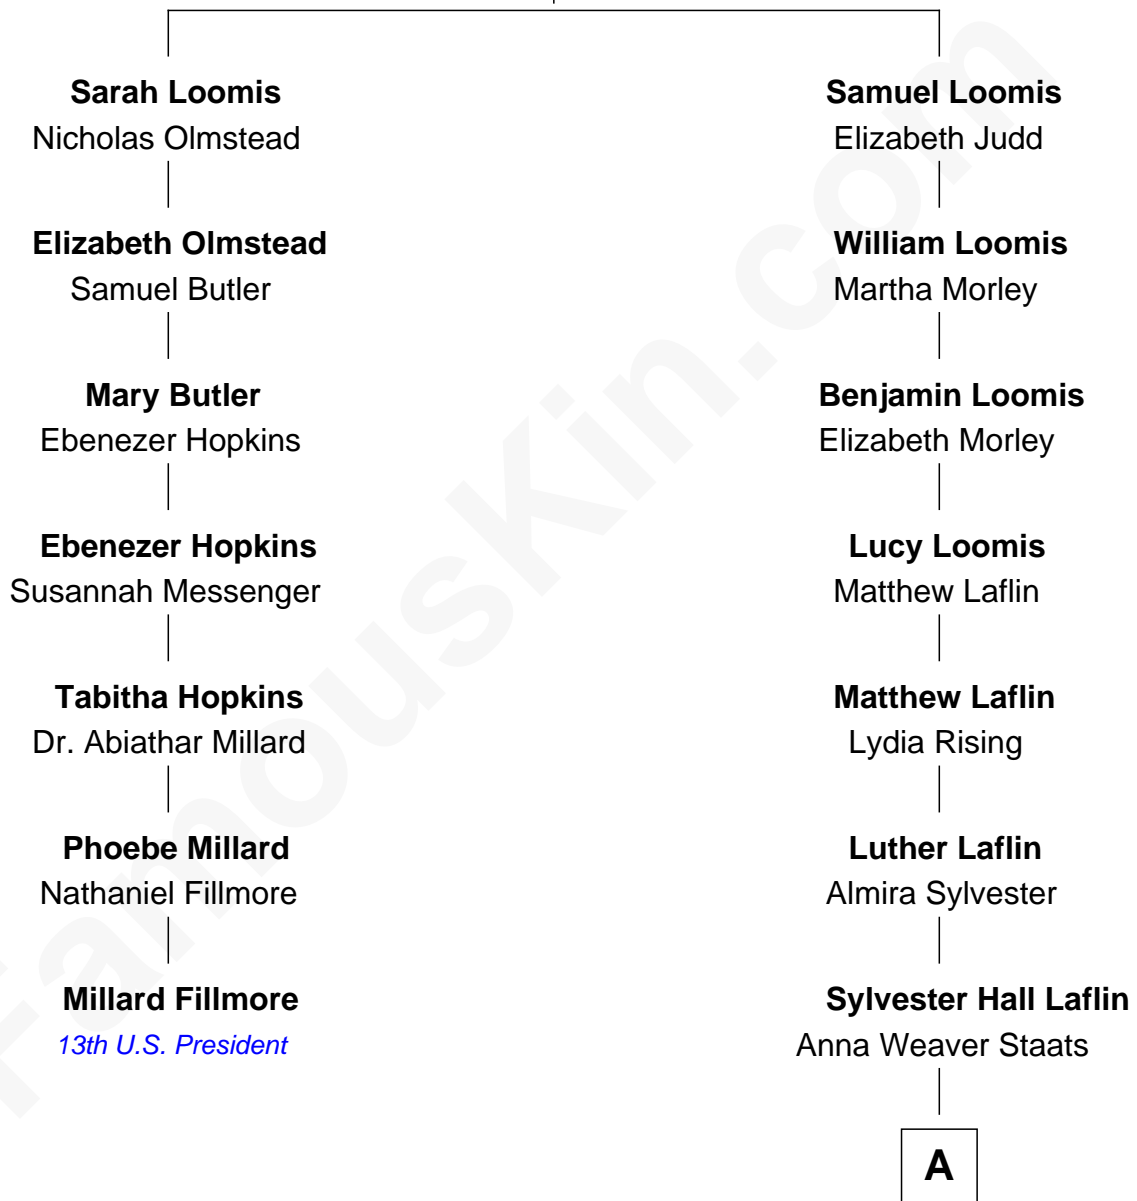 Sarah Loomis
Nicholas Olmstead
Elizabeth Olmstead
Samuel Butler
Mary Butler
Ebenezer Hopkins
Ebenezer Hopkins
Susannah Messenger
Tabitha Hopkins
Dr. Abiathar Millard
Phoebe Millard
Nathaniel Fillmore
Millard Fillmore
13th U.S. President
Samuel Loomis
Elizabeth Judd
William Loomis
Martha Morley
Benjamin Loomis
Elizabeth Morley
Lucy Loomis
Matthew Laflin
Matthew Laflin
Lydia Rising
Luther Laflin
Almira Sylvester
Sylvester Hall Laflin
Anna Weaver Staats
A
FamousKin.com